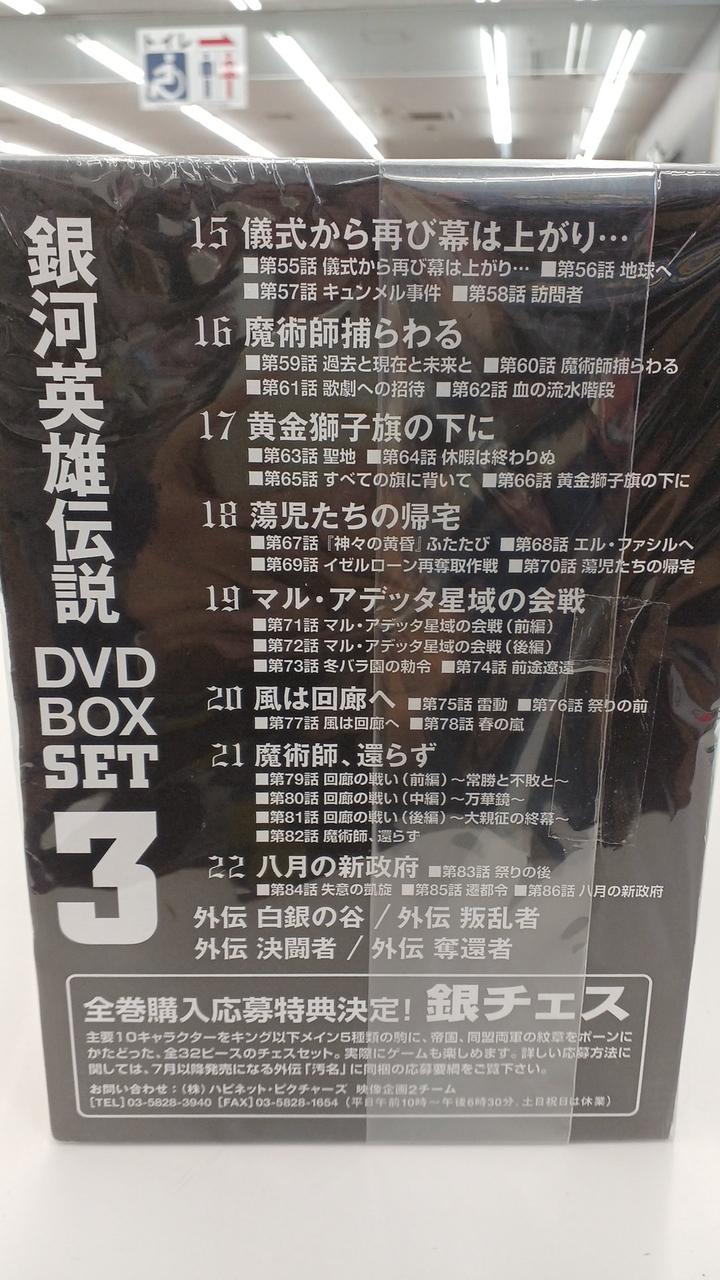 トイレ
銀河英雄伝説
DVD
BOX
SET
3
15 儀式から再び幕は上がり…
■第55話 儀式から再び幕は上がり… ■第56話 地球へ
■第57話 キュンメル事件 ■第58話 訪問者
16 魔術師捕らわる
■第59話 過去と現在と未来と ■第60話 魔術師捕らわる
■第61話 歌劇への招待 ■第62話 血の流水階段
17 黄金獅子旗の下に
■第63話 聖地 ■第64話 休暇は終わりぬ
■第65話 すべての旗に背いて ■第66話 黄金獅子旗の下に
18 蕩児たちの帰宅
■第67話 『神々の黄昏』ふたたび ■第68話 エル・ファシルへ
■第69話 イゼルローン再奪取作戦 ■第70話 蕩児たちの帰宅
19 マル・アデッタ星域の会戦
■第71話 マル・アデッタ星域の会戦（前編）
■第72話 マル・アデッタ星域の会戦（後編）
■第73話 冬バラ園の勅令 ■第74話 前途遼遠
20 風は回廊へ ■第75話 雷動 ■第76話 祭りの前
■第77話 風は回廊へ ■第78話 春の嵐
21 魔術師、還らず
■第79話 回廊の戦い（前編）～常勝と不敗と～
■第80話 回廊の戦い（中編）～万華鏡～
■第81話 回廊の戦い（後編）～大親征の終幕～
■第82話 魔術師、還らず
22 八月の新政府 ■第83話 祭りの後
■第84話 失意の凱旋 ■第85話 遷都令 ■第86話 八月の新政府
外伝 白銀の谷／外伝 叛乱者
外伝 決闘者／外伝 奪還者
全巻購入応募特典決定! 銀チェス
主要10キャラクターをキング以下メイン5種類の駒に、帝国、同盟両軍の紋章をポーンに
かたどった、全32ピースのチェスセット。実際にゲームも楽しめます。詳しい応募方法に
関しては、7月以降発売になる外伝「汚名」に同梱の応募要綱をご覧下さい。
お問い合わせ：（株）ハピネット・ピクチャーズ 映像企画2チーム
［TEL］03-5828-3940［FAX］03-5828-1654（平日午前10時～午後6時30分、土日祝日は休業）